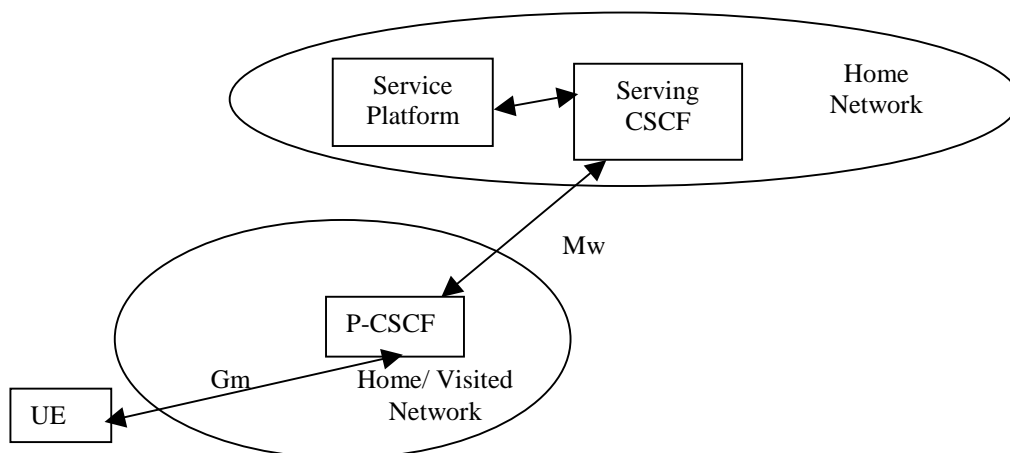 Service
Platform
Serving
CSCF
Home
Network
Mw
P-CSCF
Gm
Home/ Visited
Network
UE